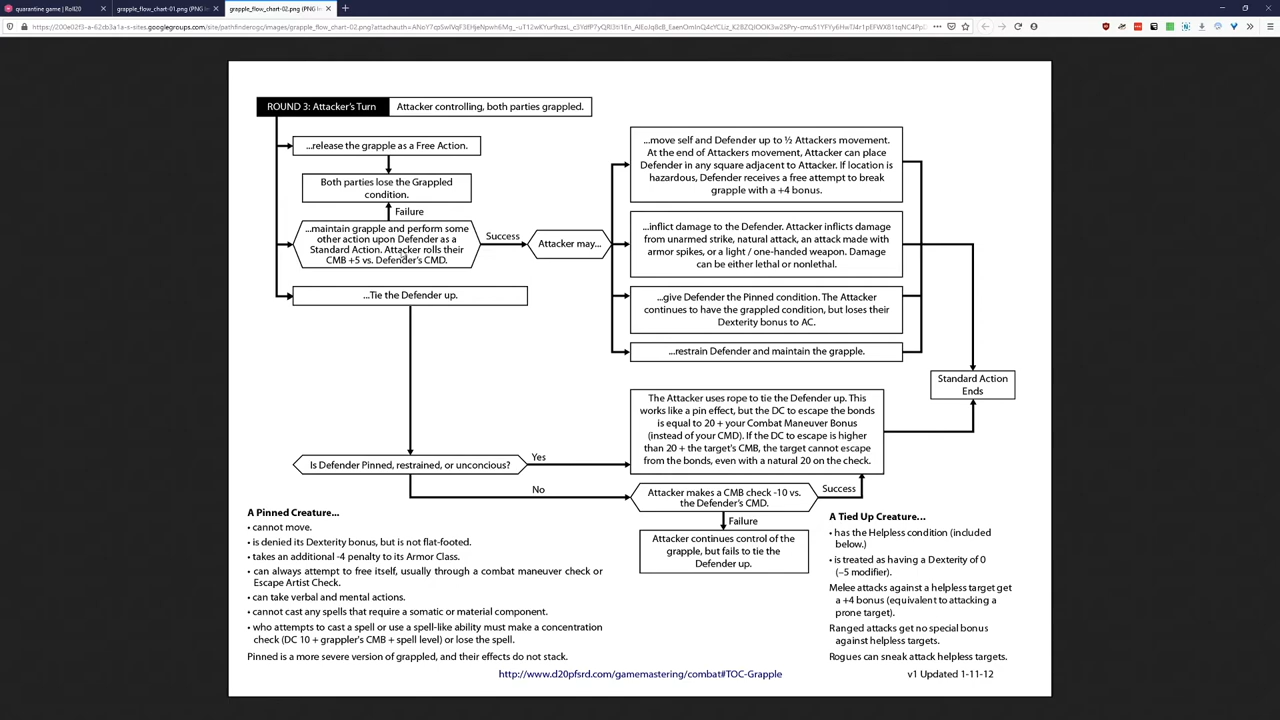 quarantine game | Roll20
grapple_flow_chart-01.png (PNG I
grapple_flow_chart-02.png (PNG I
ROUND 3: Attacker's Turn
Attacker controlling, both parties grappled.
...release the grapple as a Free Action.
Both parties lose the Grappled
condition.
Failure
...maintain grapple and perform some
other action upon Defender as a
Standard Action. Attacker rolls their
CMB +5 vs. Defender's CMD.
Success
Attacker may...
...Tie the Defender up.
...move self and Defender up to ½ Attackers movement.
At the end of Attackers movement, Attacker can place
Defender in any square adjacent to Attacker. If location is
hazardous, Defender receives a free attempt to break
grapple with a +4 bonus.
...inflict damage to the Defender. Attacker inflicts damage
from unarmed strike, natural attack, an attack made with
armor spikes, or a light / one-handed weapon. Damage
can be either lethal or nonlethal.
...give Defender the Pinned condition. The Attacker
continues to have the grappled condition, but loses their
Dexterity bonus to AC.
...restrain Defender and maintain the grapple.
Standard Action
Ends
The Attacker uses rope to tie the Defender up. This
works like a pin effect, but the DC to escape the bonds
is equal to 20 + your Combat Maneuver Bonus
(instead of your CMD). If the DC to escape is higher
than 20 + the target's CMB, the target cannot escape
from the bonds, even with a natural 20 on the check.
Is Defender Pinned, restrained, or unconcious?
Yes
No
Attacker makes a CMB check -10 vs.
the Defender's CMD.
Success
Failure
Attacker continues control of the
grapple, but fails to tie the
Defender up.
A Pinned Creature...
• cannot move.
• is denied its Dexterity bonus, but is not flat-footed.
• takes an additional -4 penalty to its Armor Class.
• can always attempt to free itself, usually through a combat maneuver check or
Escape Artist Check.
• can take verbal and mental actions.
• cannot cast any spells that require a somatic or material component.
• who attempts to cast a spell or use a spell-like ability must make a concentration
check (DC 10 + grappler's CMB + spell level) or lose the spell.
Pinned is a more severe version of grappled, and their effects do not stack.
A Tied Up Creature...
• has the Helpless condition (included
below.)
• is treated as having a Dexterity of 0
(–5 modifier).
Melee attacks against a helpless target get
a +4 bonus (equivalent to attacking a
prone target).
Ranged attacks get no special bonus
against helpless targets.
Rogues can sneak attack helpless targets.
http://www.d20pfsrd.com/gamemastering/combat#TOC-Grapple
v1 Updated 1-11-12